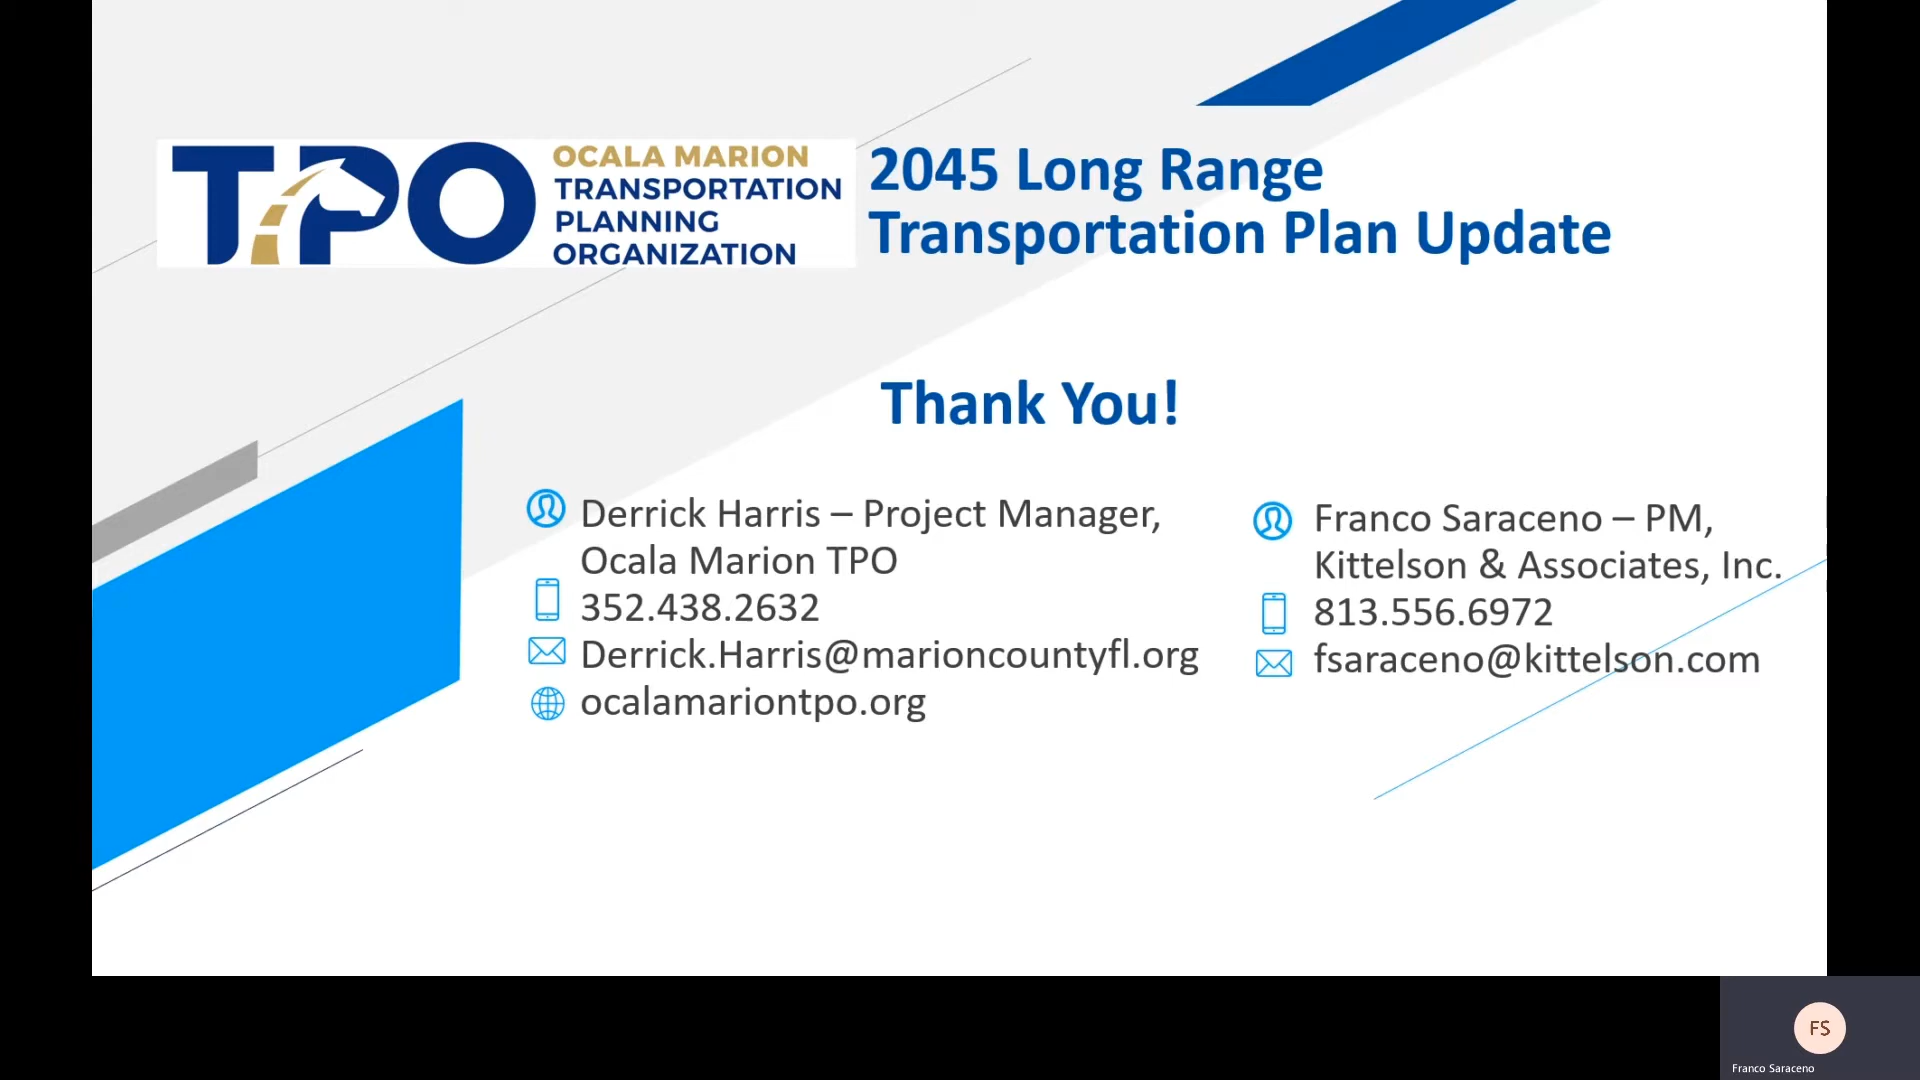 TPO
OCALA MARION
TRANSPORTATION
PLANNING
ORGANIZATION
2045 Long Range
Transportation Plan Update
Thank You!
Derrick Harris – Project Manager,
Ocala Marion TPO
352.438.2632
Derrick.Harris@marioncountyfl.org
ocalamariontpo.org
Franco Saraceno – PM,
Kittelson & Associates, Inc.
813.556.6972
fsaraceno@kittelson.com
FS
Franco Saraceno